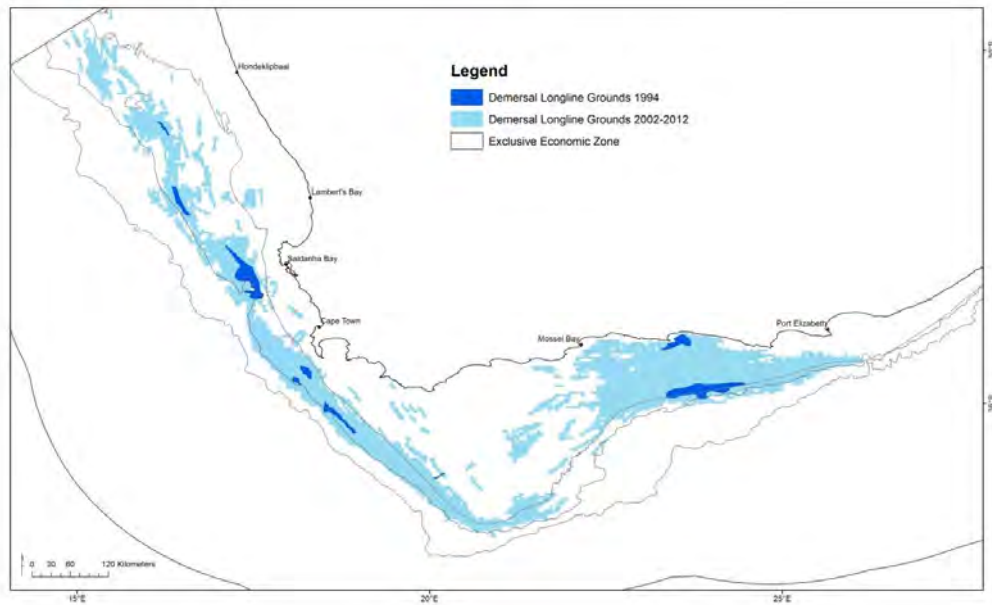 Hondeklipbaai
Legend
Demersal Longline Grounds 1994
Demersal Longline Grounds 2002-2012
Exclusive Economic Zone
Lambert's Bay
Saldanha Bay
Cape Town
Mossel Bay
Port Elizabeth
0 30 60 120 Kilometers
15°E
20°E
25°E